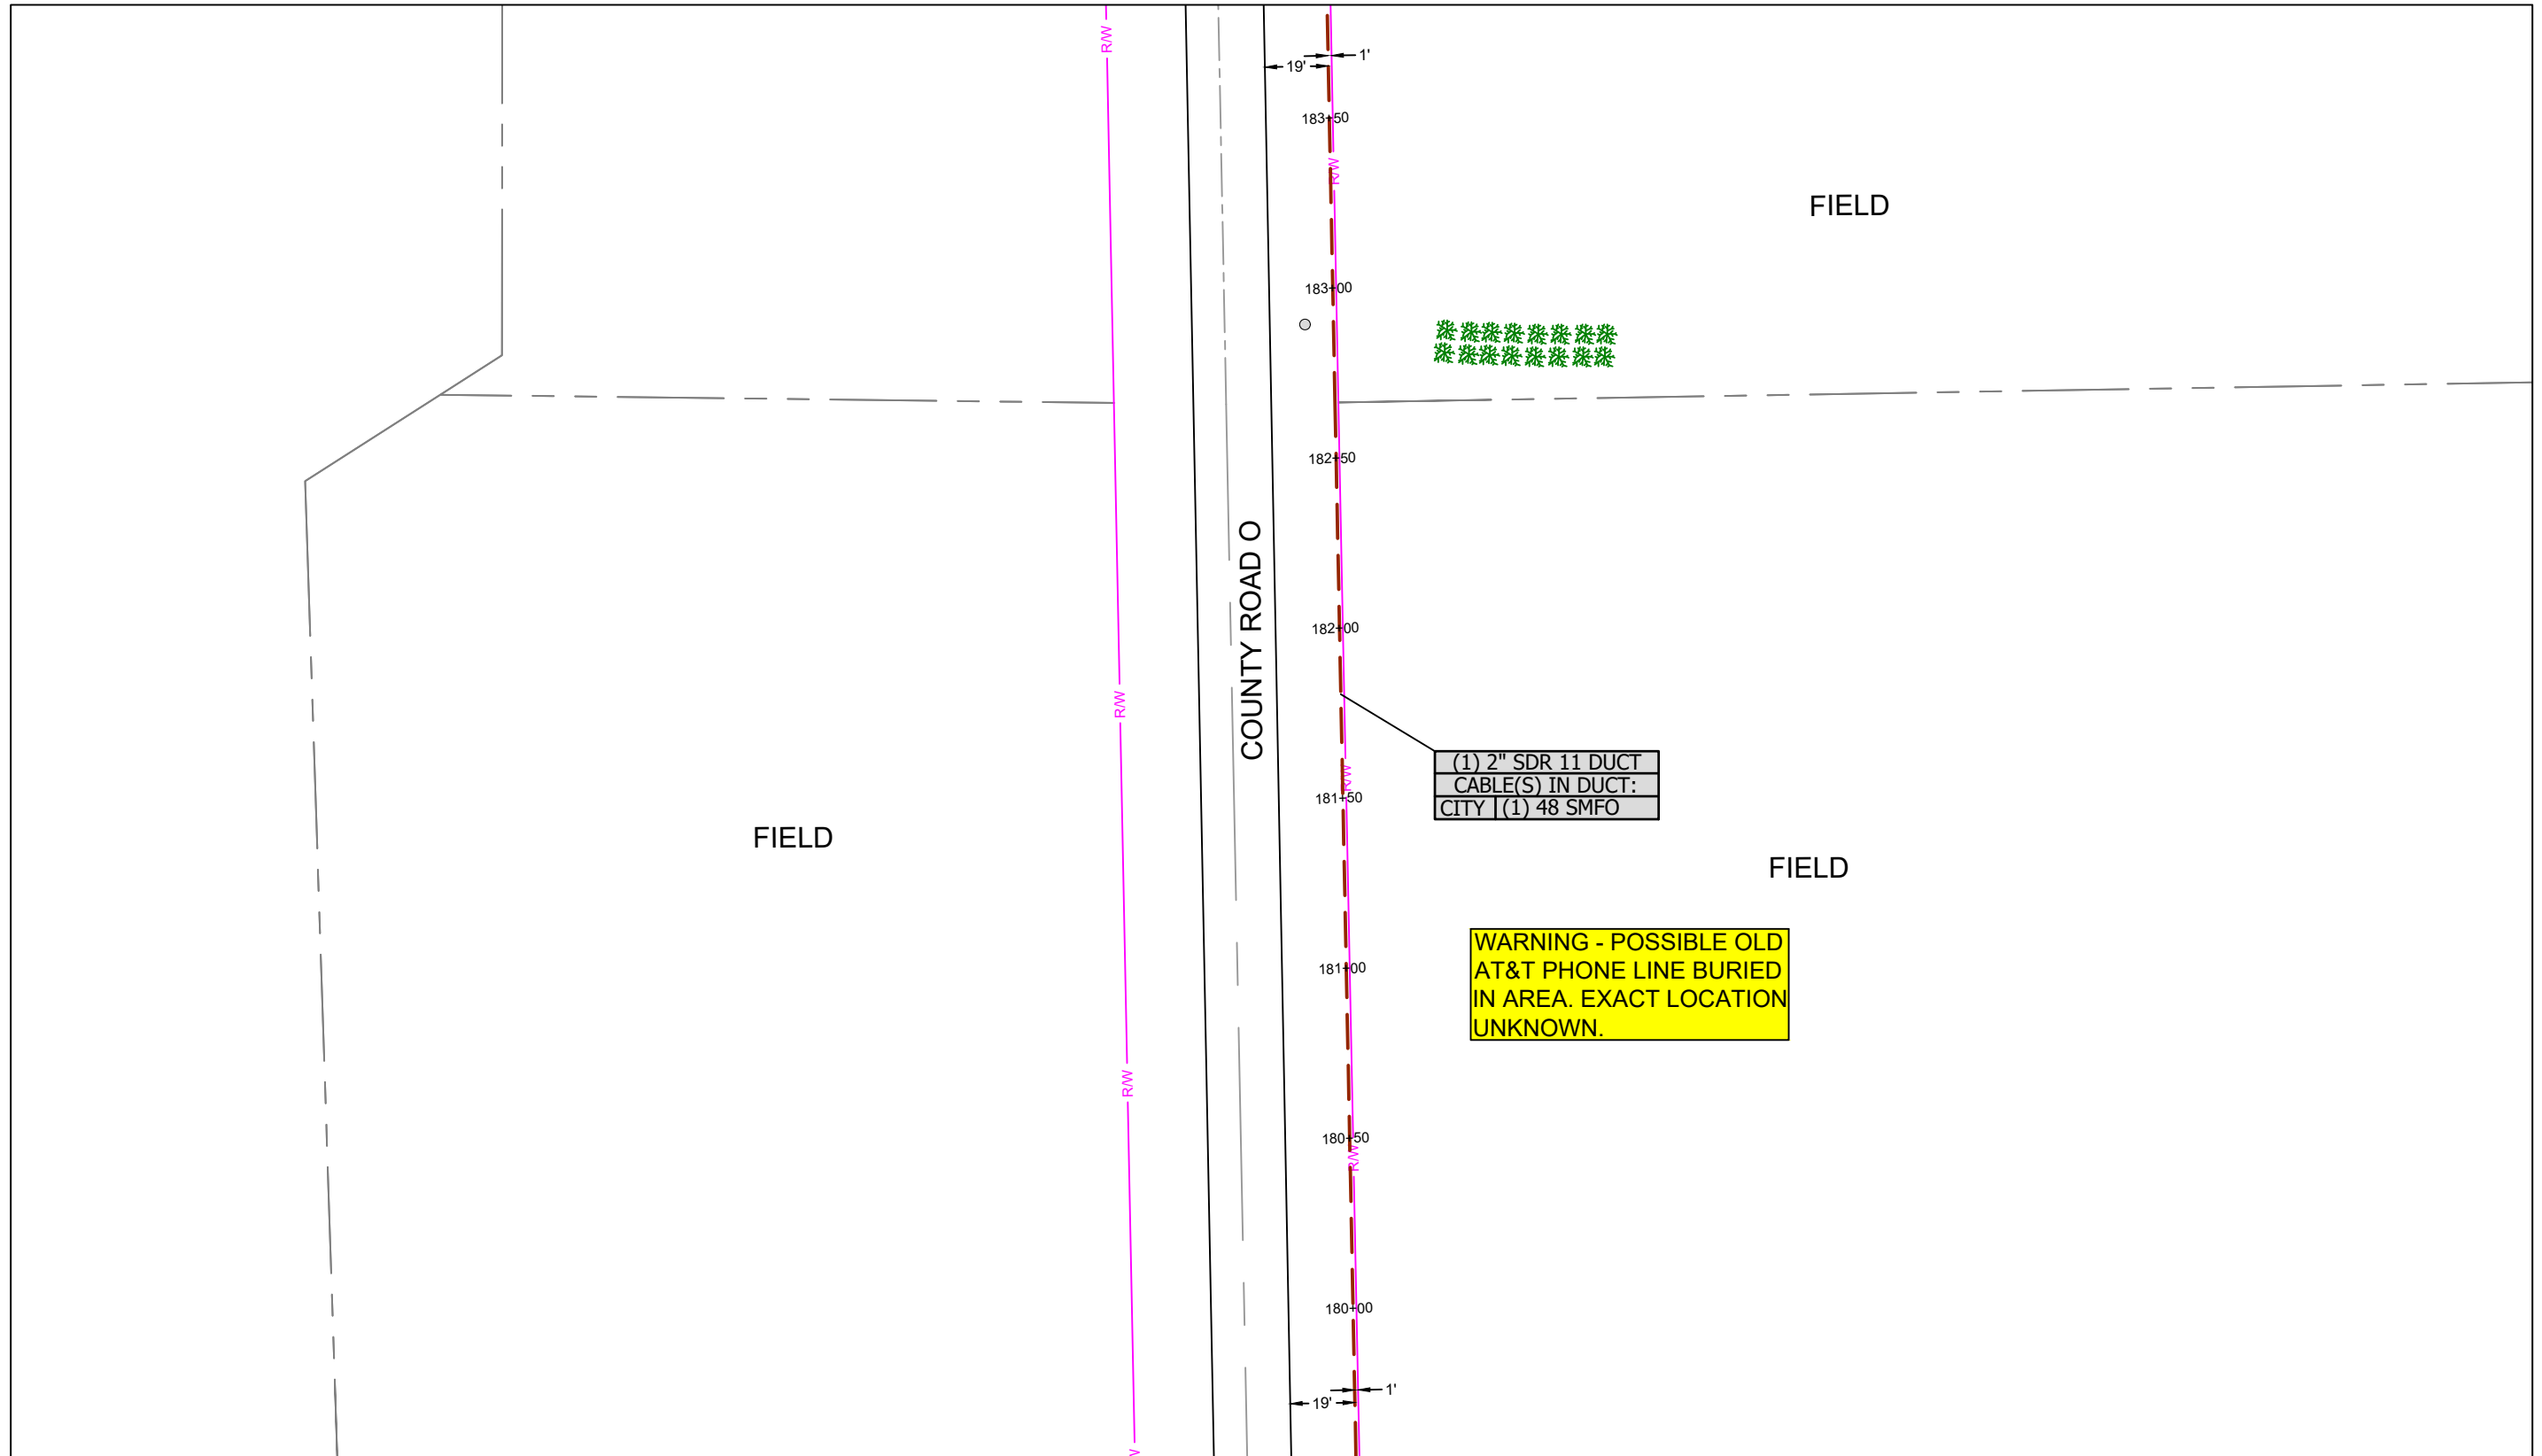 R/W
1'
19'
183+50
R/W
FIELD
183+00
182+50
COUNTY ROAD O
182+00
R/W
(1) 2" SDR 11 DUCT
CABLE(S) IN DUCT:
CITY (1) 48 SMFO
R/W
181+50
FIELD
FIELD
WARNING - POSSIBLE OLD
AT&T PHONE LINE BURIED
IN AREA. EXACT LOCATION
UNKNOWN.
181+00
R/W
180+50
R/W
180+00
1'
19'